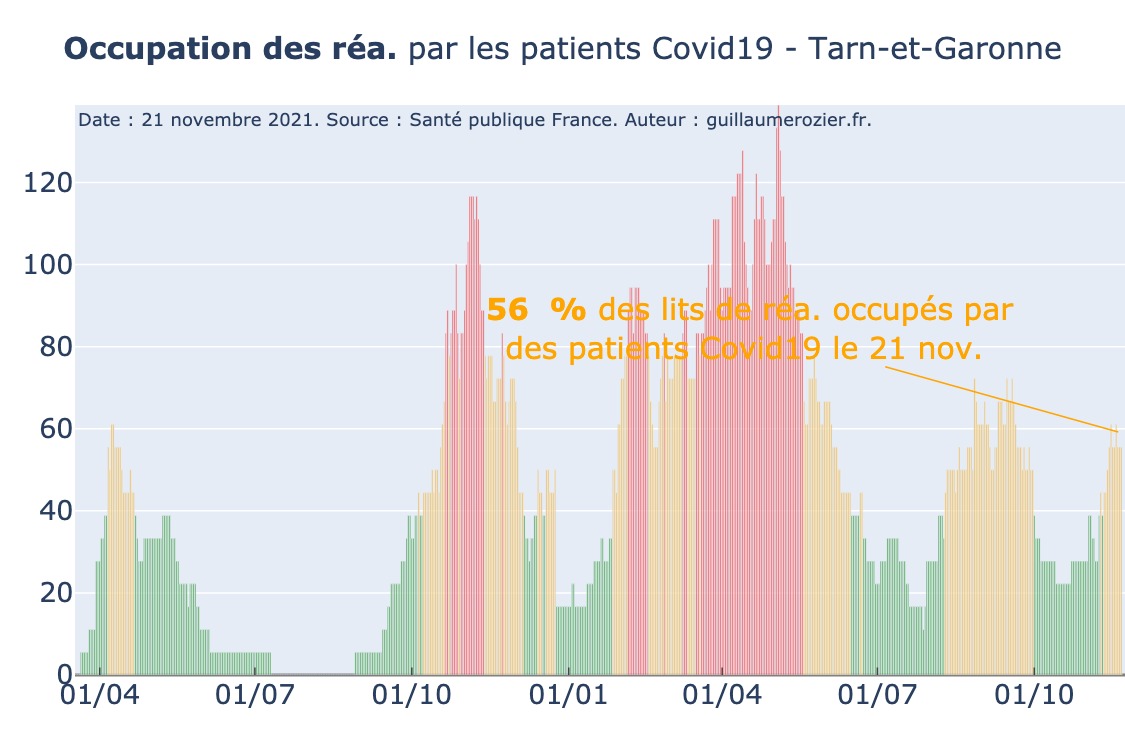 Occupation des réa. par les patients Covid19 - Tarn-et-Garonne
Date : 21 novembre 2021. Source : Santé publique France. Auteur : guillaumerozier.fr.
120
100
56 % des lits de réa. occupés par
des patients Covid19 le 21 nov.
80
60
40
20
0
01/04 01/07 01/10 01/01 01/04 01/07 01/10